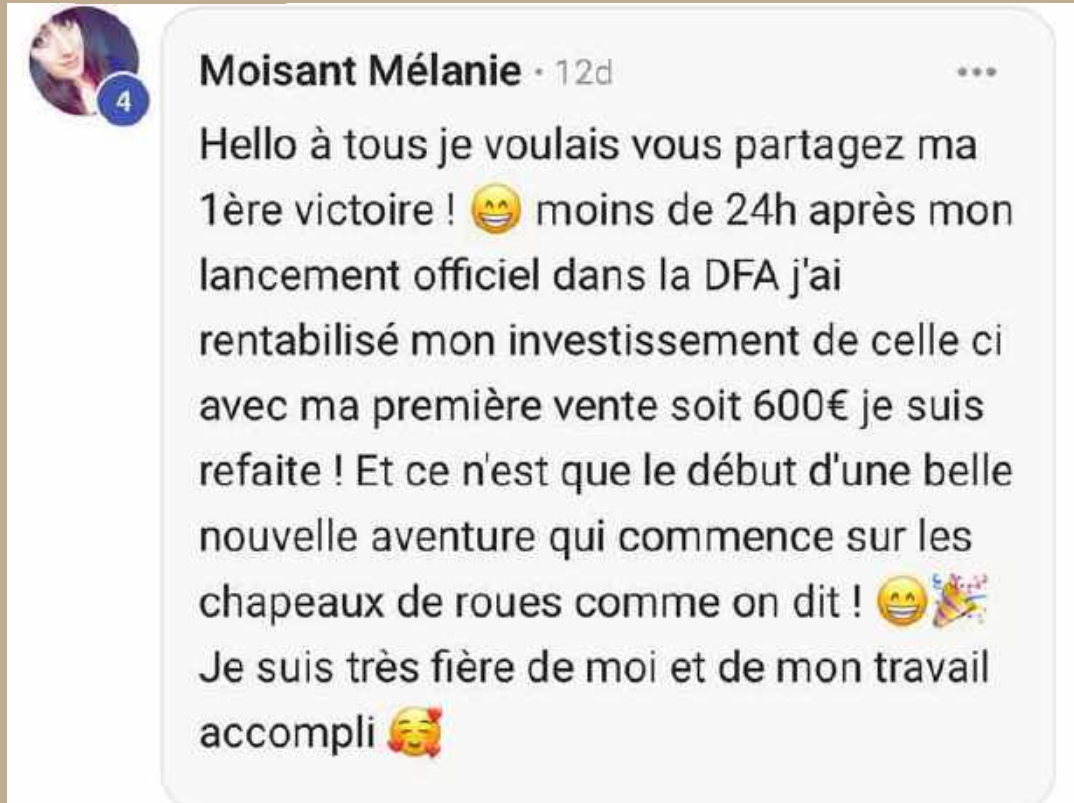 Moisant Mélanie · 12d
4
Hello à tous je voulais vous partagez ma
1ère victoire ! 😁 moins de 24h après mon
lancement officiel dans la DFA j'ai
rentabilisé mon investissement de celle ci
avec ma première vente soit 600€ je suis
refaite ! Et ce n'est que le début d'une belle
nouvelle aventure qui commence sur les
chapeaux de roues comme on dit ! 😁🎉
Je suis très fière de moi et de mon travail
accompli 🥰